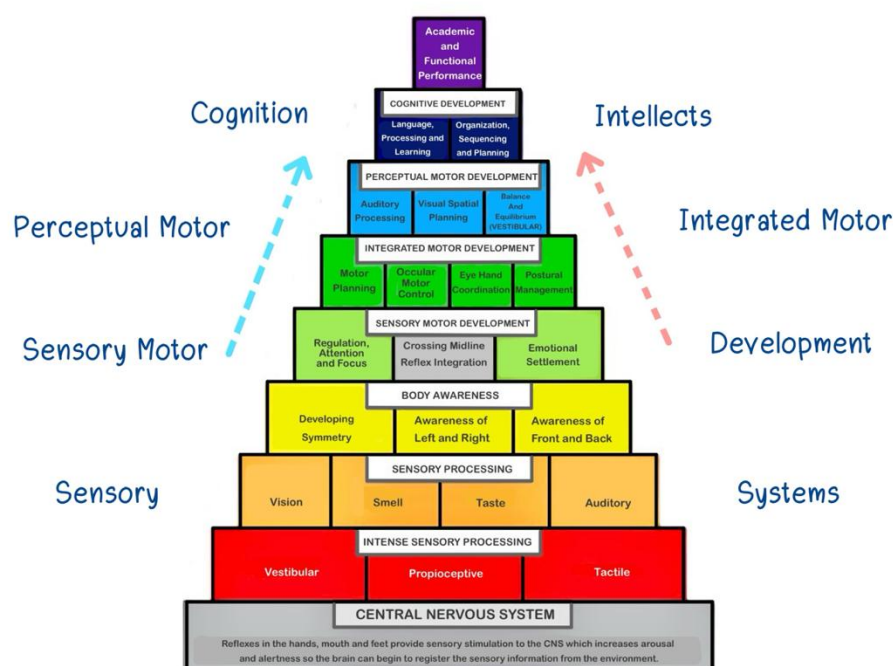 Academic
and
Functional
Performance
Cognition
COGNITIVE DEVELOPMENT
Intellects
Language,
Processing and
Learning
Organization,
Sequencing
and Planning
PERCEPTUAL MOTOR DEVELOPMENT
Perceptual Motor
Auditory
Processing
Visual Spatial
Planning
Balance
And
Equilibrium
(VESTIBULAR)
Integrated Motor
INTEGRATED MOTOR DEVELOPMENT
Motor
Planning
Occular
Motor
Control
Eye Hand
Coordination
Postural
Management
SENSORY MOTOR DEVELOPMENT
Sensory Motor
Regulation,
Attention
and Focus
Crossing Midline
Reflex Integration
Emotional
Settlement
Development
BODY AWARENESS
Developing
Symmetry
Awareness of
Left and Right
Awareness of
Front and Back
SENSORY PROCESSING
Sensory
Vision
Smell
Taste
Auditory
Systems
INTENSE SENSORY PROCESSING
Vestibular
Propioceptive
Tactile
CENTRAL NERVOUS SYSTEM
Reflexes in the hands, mouth and feet provide sensory stimulation to the CNS which increases arousal
and alertness so the brain can begin to register the sensory information from the environment.